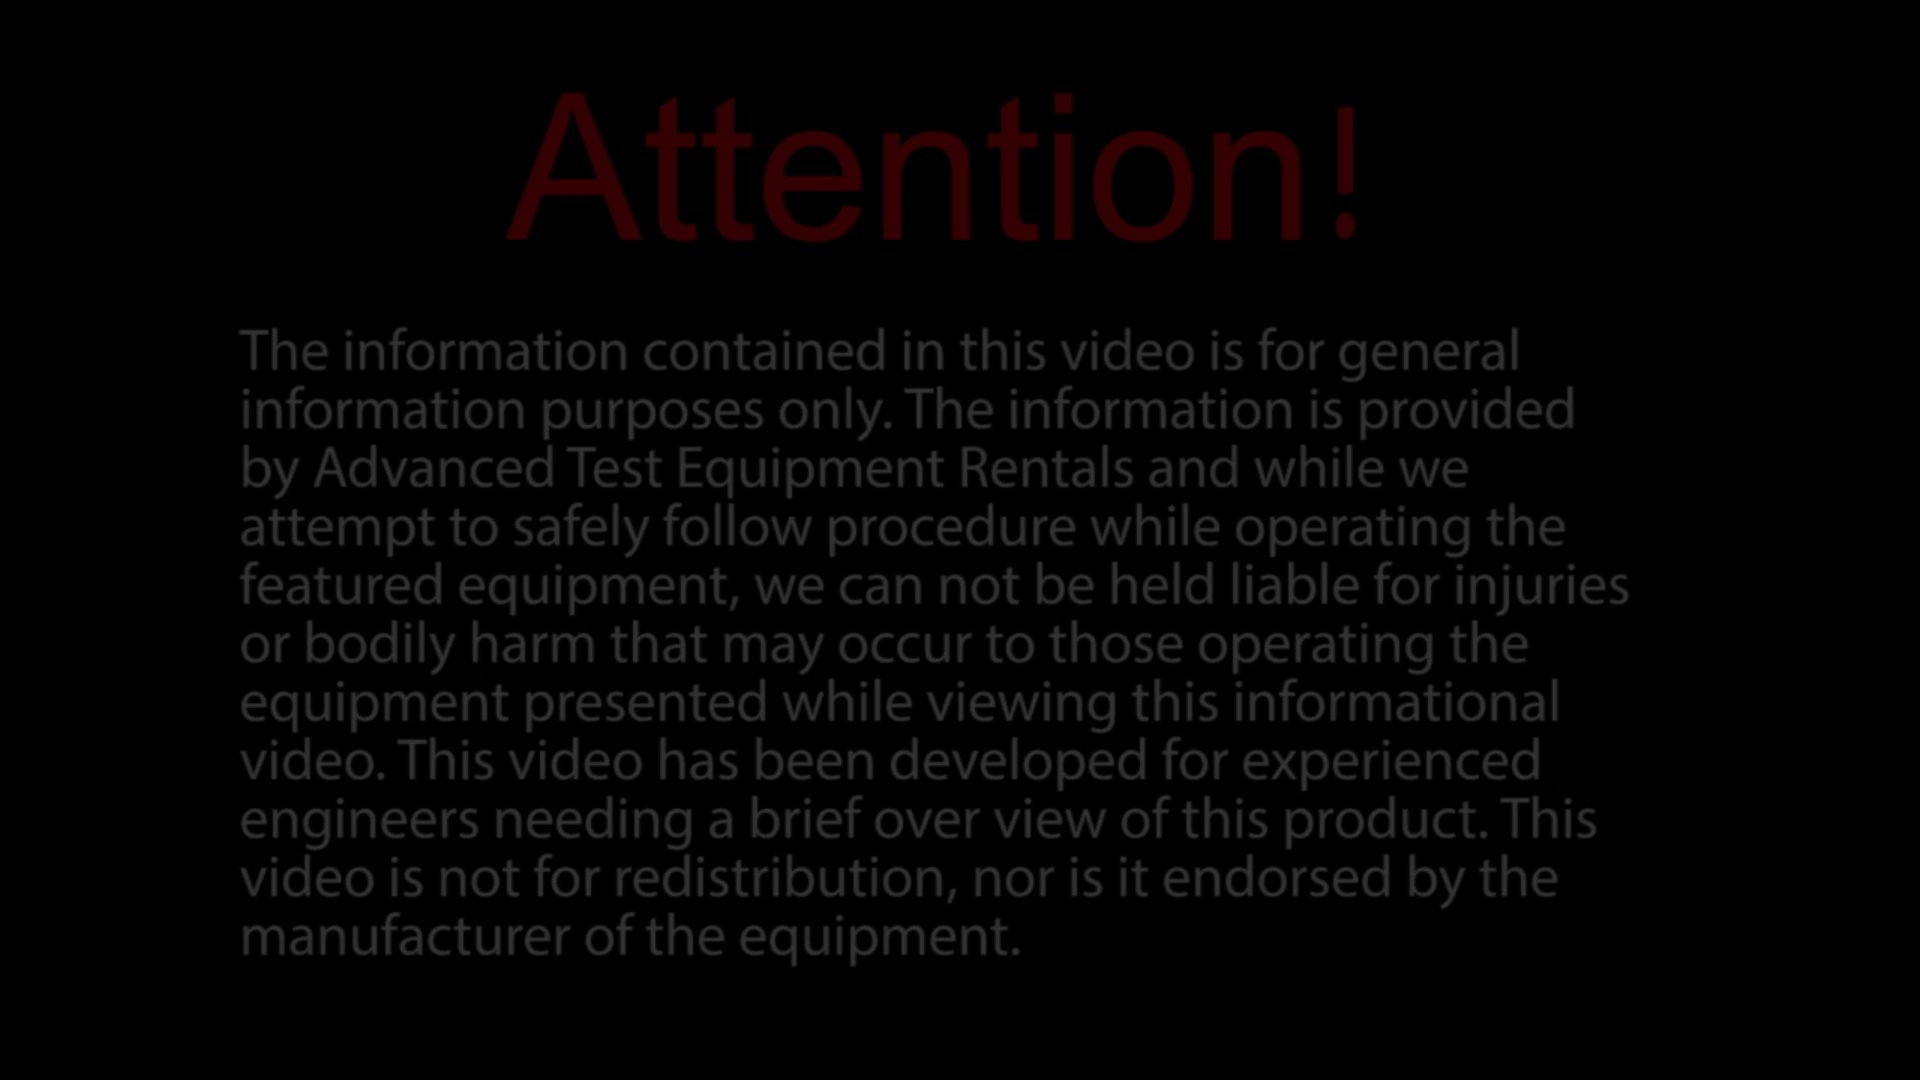 Attention!
The information contained in this video is for general
information purposes only. The information is provided
by Advanced Test Equipment Rentals and while we
attempt to safely follow procedure while operating the
featured equipment, we can not be held liable for injuries
or bodily harm that may occur to those operating the
equipment presented while viewing this informational
video. This video has been developed for experienced
engineers needing a brief over view of this product. This
video is not for redistribution, nor is it endorsed by the
manufacturer of the equipment.